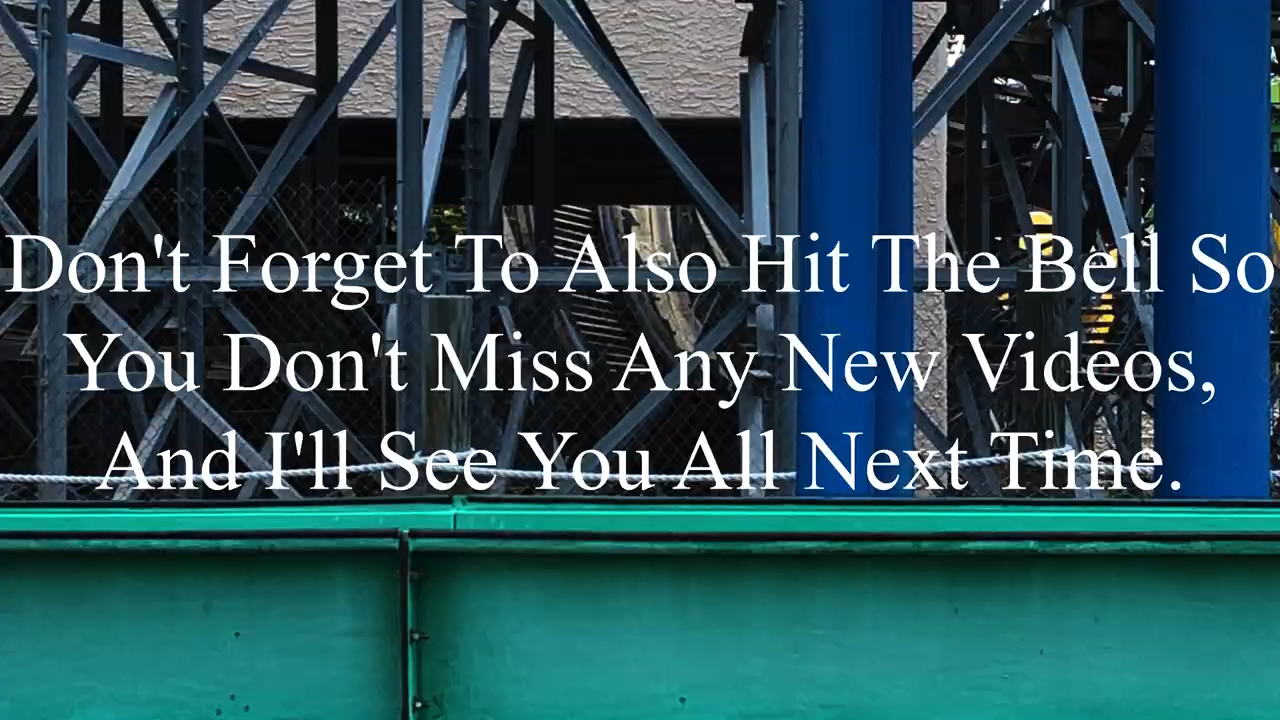 Don't Forget To Also Hit The Bell So
You Don't Miss Any New Videos,
And I'll See You All Next Time.